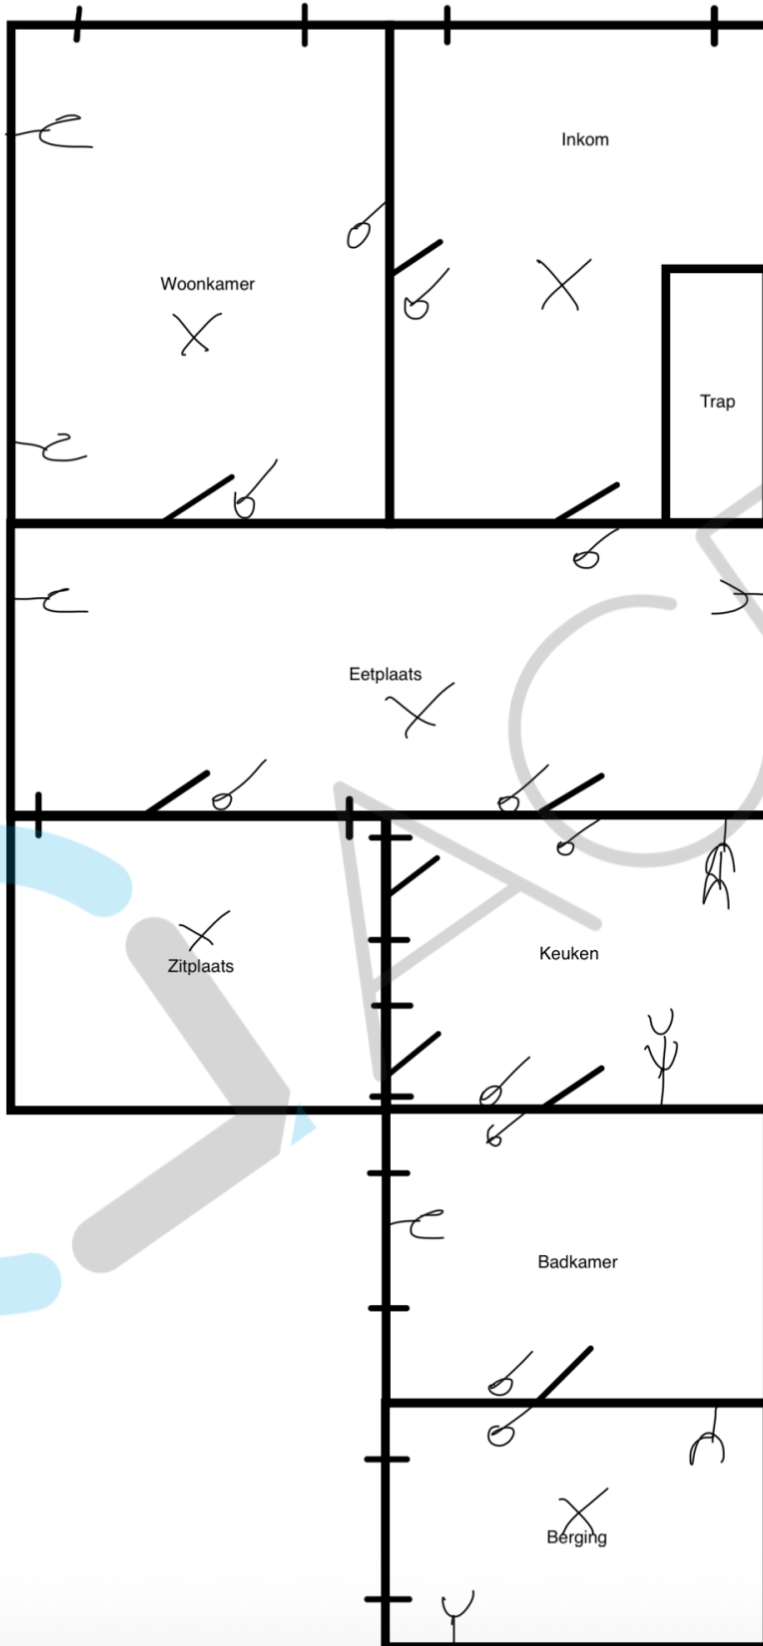 Inkom
Woonkamer
Trap
Eetplaats
Zitplaats
Keuken
Badkamer
Berging